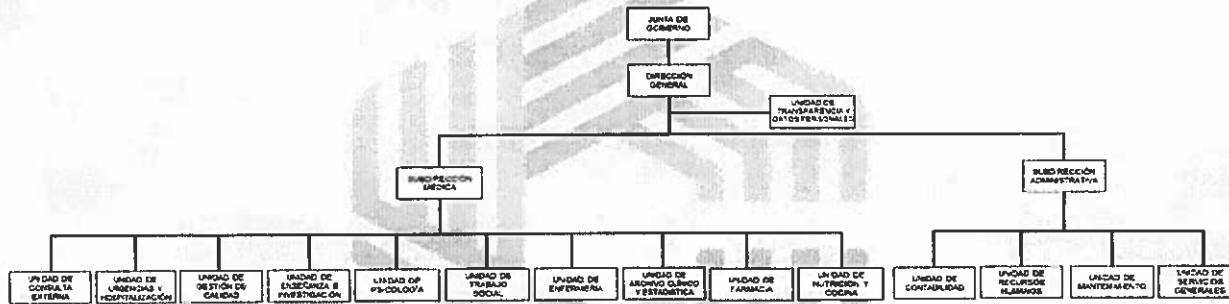 JUNTA DE
GOBIERNO
DIRECCIÓN
GENERAL
UNIDAD DE
TRANSPARENCIA Y
DATOS PERSONALES
SUBDIRECCIÓN
MÉDICA
SUBDIRECCIÓN
ADMINISTRATIVA
UNIDAD DE
CONSULTA
EXTERNA
UNIDAD DE
URGENCIAS Y
HOSPITALIZACIÓN
UNIDAD DE
GESTIÓN DE
CALIDAD
UNIDAD DE
ENSEÑANZA E
INVESTIGACIÓN
UNIDAD DE
PSICOLOGÍA
UNIDAD DE
TRABAJO
SOCIAL
UNIDAD DE
ENFERMERÍA
UNIDAD DE
ARCHIVO CLÍNICO
Y ESTADÍSTICA
UNIDAD DE
FARMACIA
UNIDAD DE
NUTRICIÓN Y
COCINA
UNIDAD DE
CONTABILIDAD
UNIDAD DE
RECURSOS
HUMANOS
UNIDAD DE
MANTENIMIENTO
UNIDAD DE
SERVICIOS
GENERALES